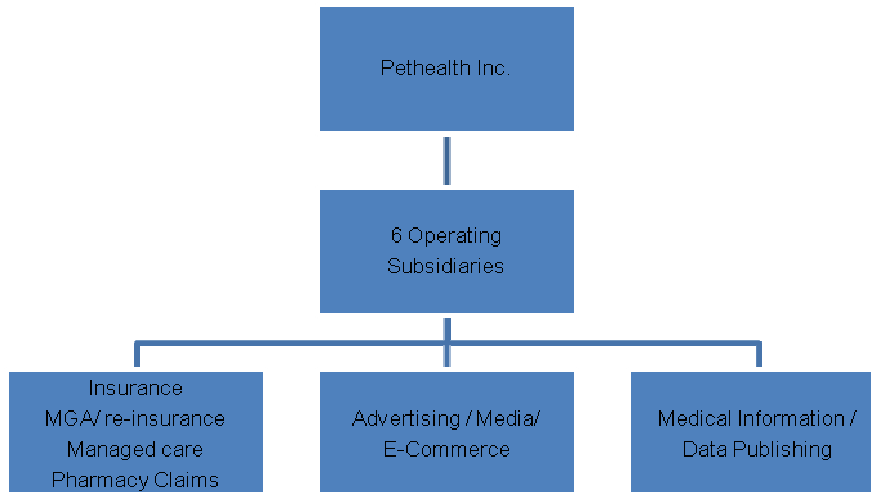 Pethealth Inc.
6 Operating
Subsidiaries
Insurance
MGA/ re-insurance
Managed care
Pharmacy Claims
Advertising / Media/
E-Commerce
Medical Information /
Data Publishing